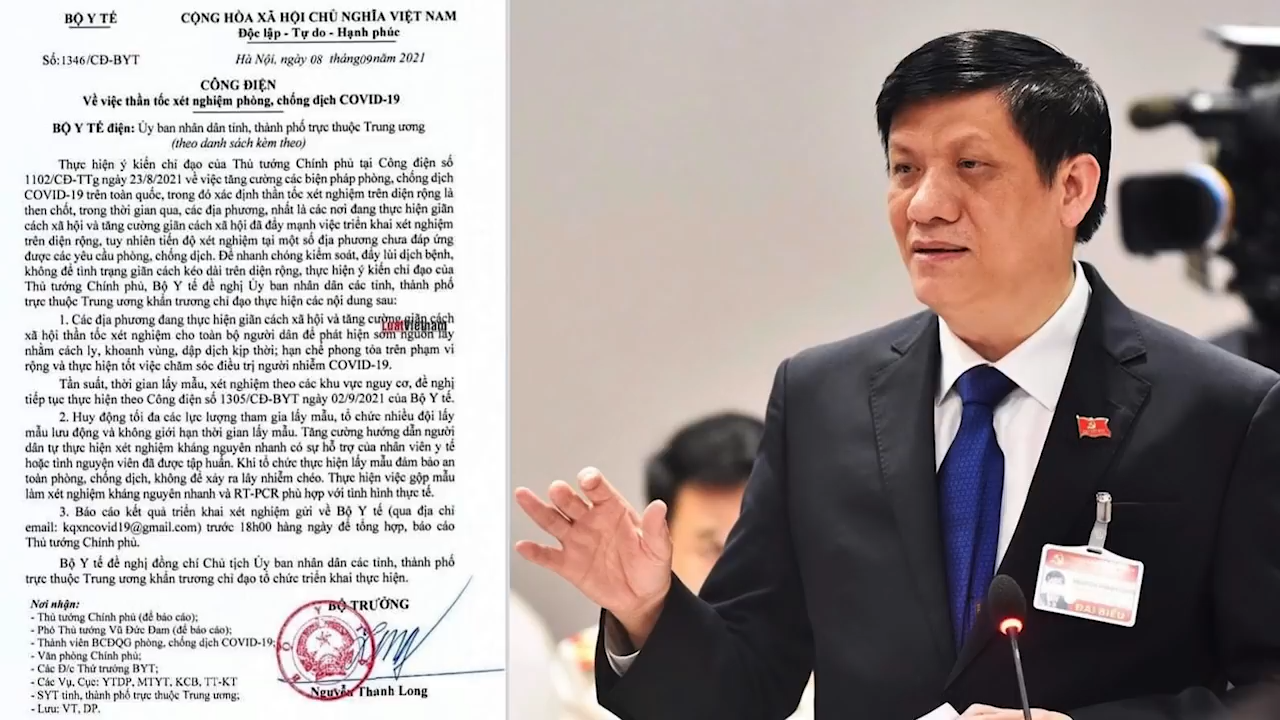 BỘ Y TẾ
CỘNG HÒA XÃ HỘI CHỦ NGHĨA VIỆT NAM
Độc lập - Tự do - Hạnh phúc
Số:1346/CĐ-BYT
Hà Nội, ngày 08 tháng09năm 2021
CÔNG ĐIỆN
Về việc thần tốc xét nghiệm phòng, chống dịch COVID-19
BỘ Y TẾ điện: Ủy ban nhân dân tỉnh, thành phố trực thuộc Trung ương
(theo danh sách kèm theo)
Thực hiện ý kiến chỉ đạo của Thủ tướng Chính phủ tại Công điện số
1102/CĐ-TTg ngày 23/8/2021 về việc tăng cường các biện pháp phòng, chống dịch
COVID-19 trên toàn quốc, trong đó xác định thần tốc xét nghiệm trên diện rộng là
then chốt, trong thời gian qua, các địa phương, nhất là các nơi đang thực hiện giãn
cách xã hội và tăng cường giãn cách xã hội đã đẩy mạnh việc triển khai xét nghiệm
trên diện rộng, tuy nhiên tiến độ xét nghiệm tại một số địa phương chưa đáp ứng
được các yêu cầu phòng, chống dịch. Để nhanh chóng kiểm soát, đẩy lùi dịch bệnh,
không để tình trạng giãn cách kéo dài trên diện rộng, thực hiện ý kiến chỉ đạo của
Thủ tướng Chính phủ, Bộ Y tế đề nghị Ủy ban nhân dân các tỉnh, thành phố
trực thuộc Trung ương khẩn trương chỉ đạo thực hiện các nội dung sau:
1. Các địa phương đang thực hiện giãn cách xã hội và tăng cường giãn cách
xã hội thần tốc xét nghiệm cho toàn bộ người dân để phát hiện sớm nguồn lây
LuatVietnam
nhằm cách ly, khoanh vùng, dập dịch kịp thời; hạn chế phong tỏa trên phạm vi
rộng và thực hiện tốt việc chăm sóc điều trị người nhiễm COVID-19.
Tần suất, thời gian lấy mẫu, xét nghiệm theo các khu vực nguy cơ, đề nghị
tiếp tục thực hiện theo Công điện số 1305/CĐ-BYT ngày 02/9/2021 của Bộ Y tế.
2. Huy động tối đa các lực lượng tham gia lấy mẫu, tổ chức nhiều đội lấy
mẫu lưu động và không giới hạn thời gian lấy mẫu. Tăng cường hướng dẫn người
dân tự thực hiện xét nghiệm kháng nguyên nhanh có sự hỗ trợ của nhân viên y tế
hoặc tình nguyện viên đã được tập huấn. Khi tổ chức thực hiện lấy mẫu đảm bảo an
toàn phòng, chống dịch, không để xảy ra lây nhiễm chéo. Thực hiện việc gộp mẫu
làm xét nghiệm kháng nguyên nhanh và RT-PCR phù hợp với tình hình thực tế.
3. Báo cáo kết quả triển khai xét nghiệm gửi về Bộ Y tế (qua địa chỉ
email: kqxncovid19@gmail.com) trước 18h00 hàng ngày để tổng hợp, báo cáo
Thủ tướng Chính phủ.
Bộ Y tế đề nghị đồng chí Chủ tịch Ủy ban nhân dân các tỉnh, thành phố
trực thuộc Trung ương khẩn trương chỉ đạo tổ chức triển khai thực hiện.
Nơi nhận:
- Thủ tướng Chính phủ (để báo cáo);
- Phó Thủ tướng Vũ Đức Đam (để báo cáo);
- Thành viên BCĐQG phòng, chống dịch COVID-19;
- Văn phòng Chính phủ;
- Các Đ/c Thứ trưởng BYT;
- Các Vụ, Cục: YTDP, MTYT, KCB, TT-KT
- SYT tỉnh, thành phố trực thuộc Trung ương;
- Lưu: VT, DP.
BỘ TRƯỞNG
Nguyễn Thanh Long
ĐẠI BIỂU